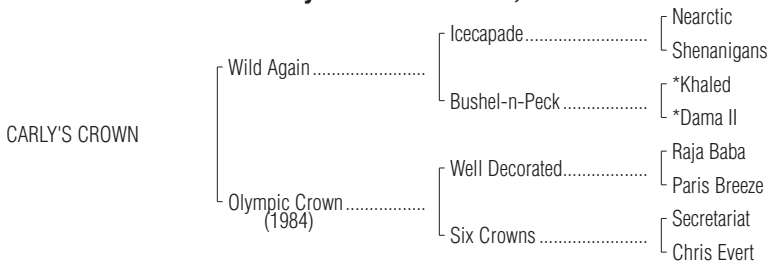 Nearctic
Icecapade
Shenanigans
Wild Again
*Khaled
Bushel-n-Peck
*Dama II
CARLY'S CROWN
Raja Baba
Well Decorated
Paris Breeze
Olympic Crown
(1984)
Secretariat
Six Crowns
Chris Evert